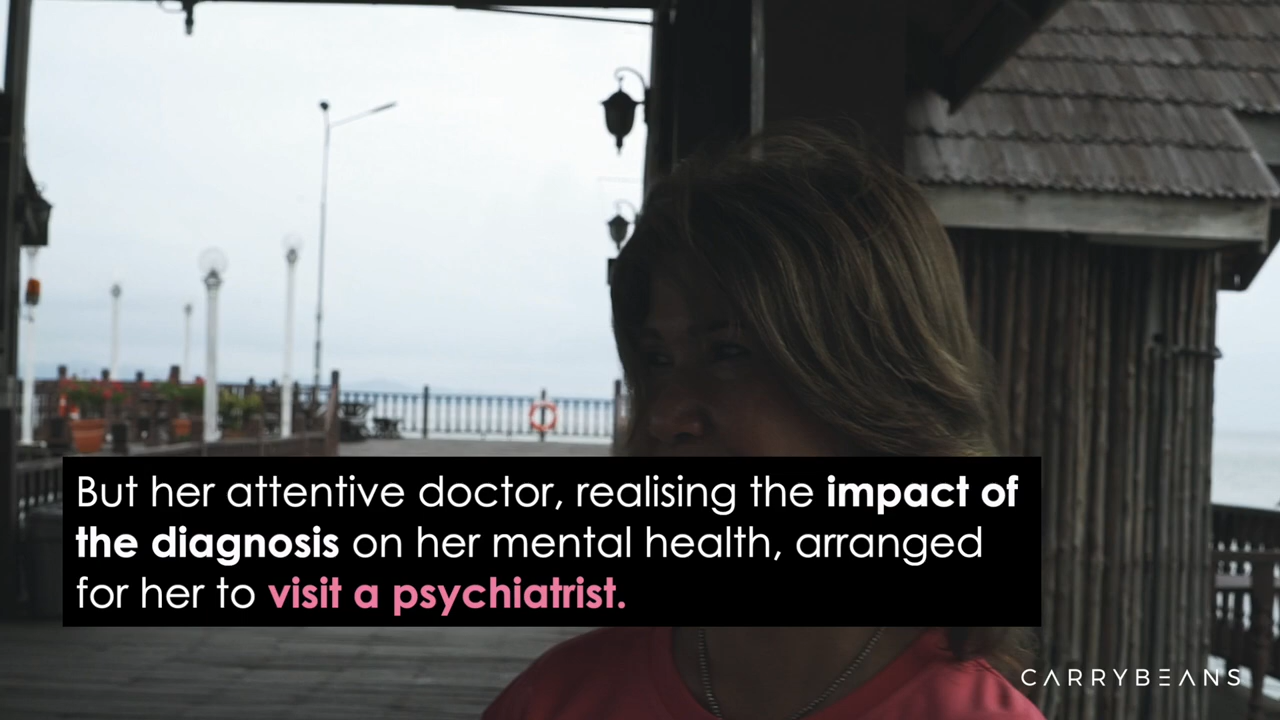 But her attentive doctor, realising the impact of
the diagnosis on her mental health, arranged
for her to visit a psychiatrist.
CARRYBEANS